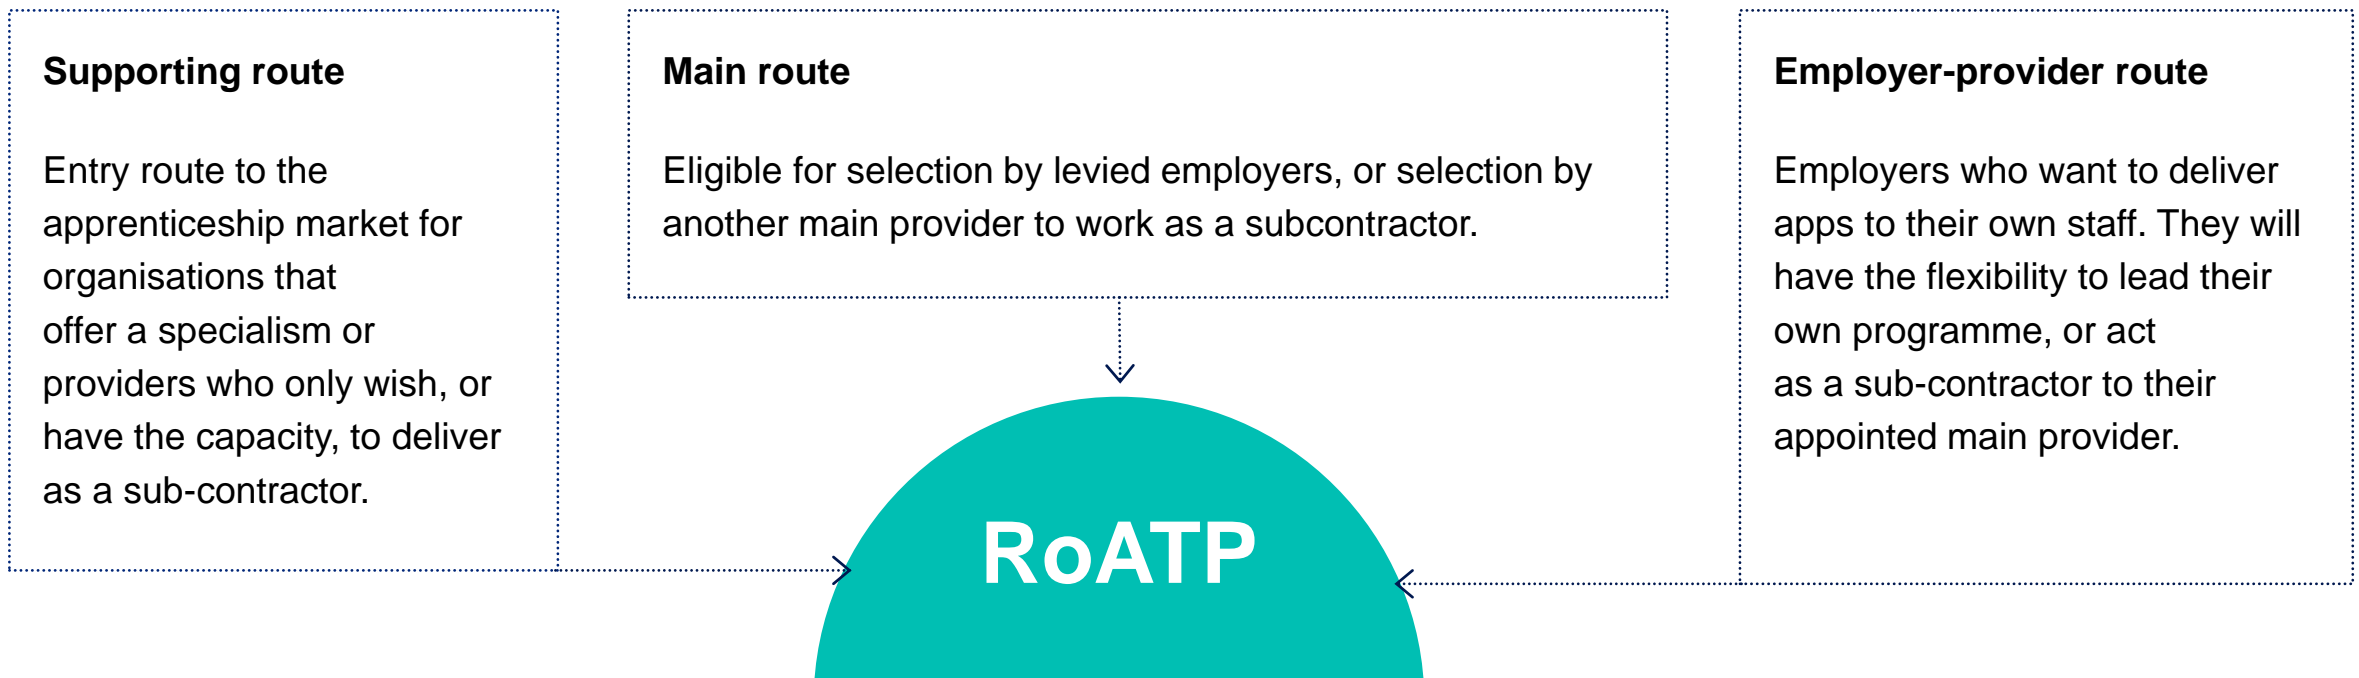 Supporting route
Entry route to the
apprenticeship market for
organisations that
offer a specialism or
providers who only wish, or
have the capacity, to deliver
as a sub-contractor.
Main route
Eligible for selection by levied employers, or selection by
another main provider to work as a subcontractor.
Employer-provider route
Employers who want to deliver
apps to their own staff. They will
have the flexibility to lead their
own programme, or act
as a sub-contractor to their
appointed main provider.
RoATP